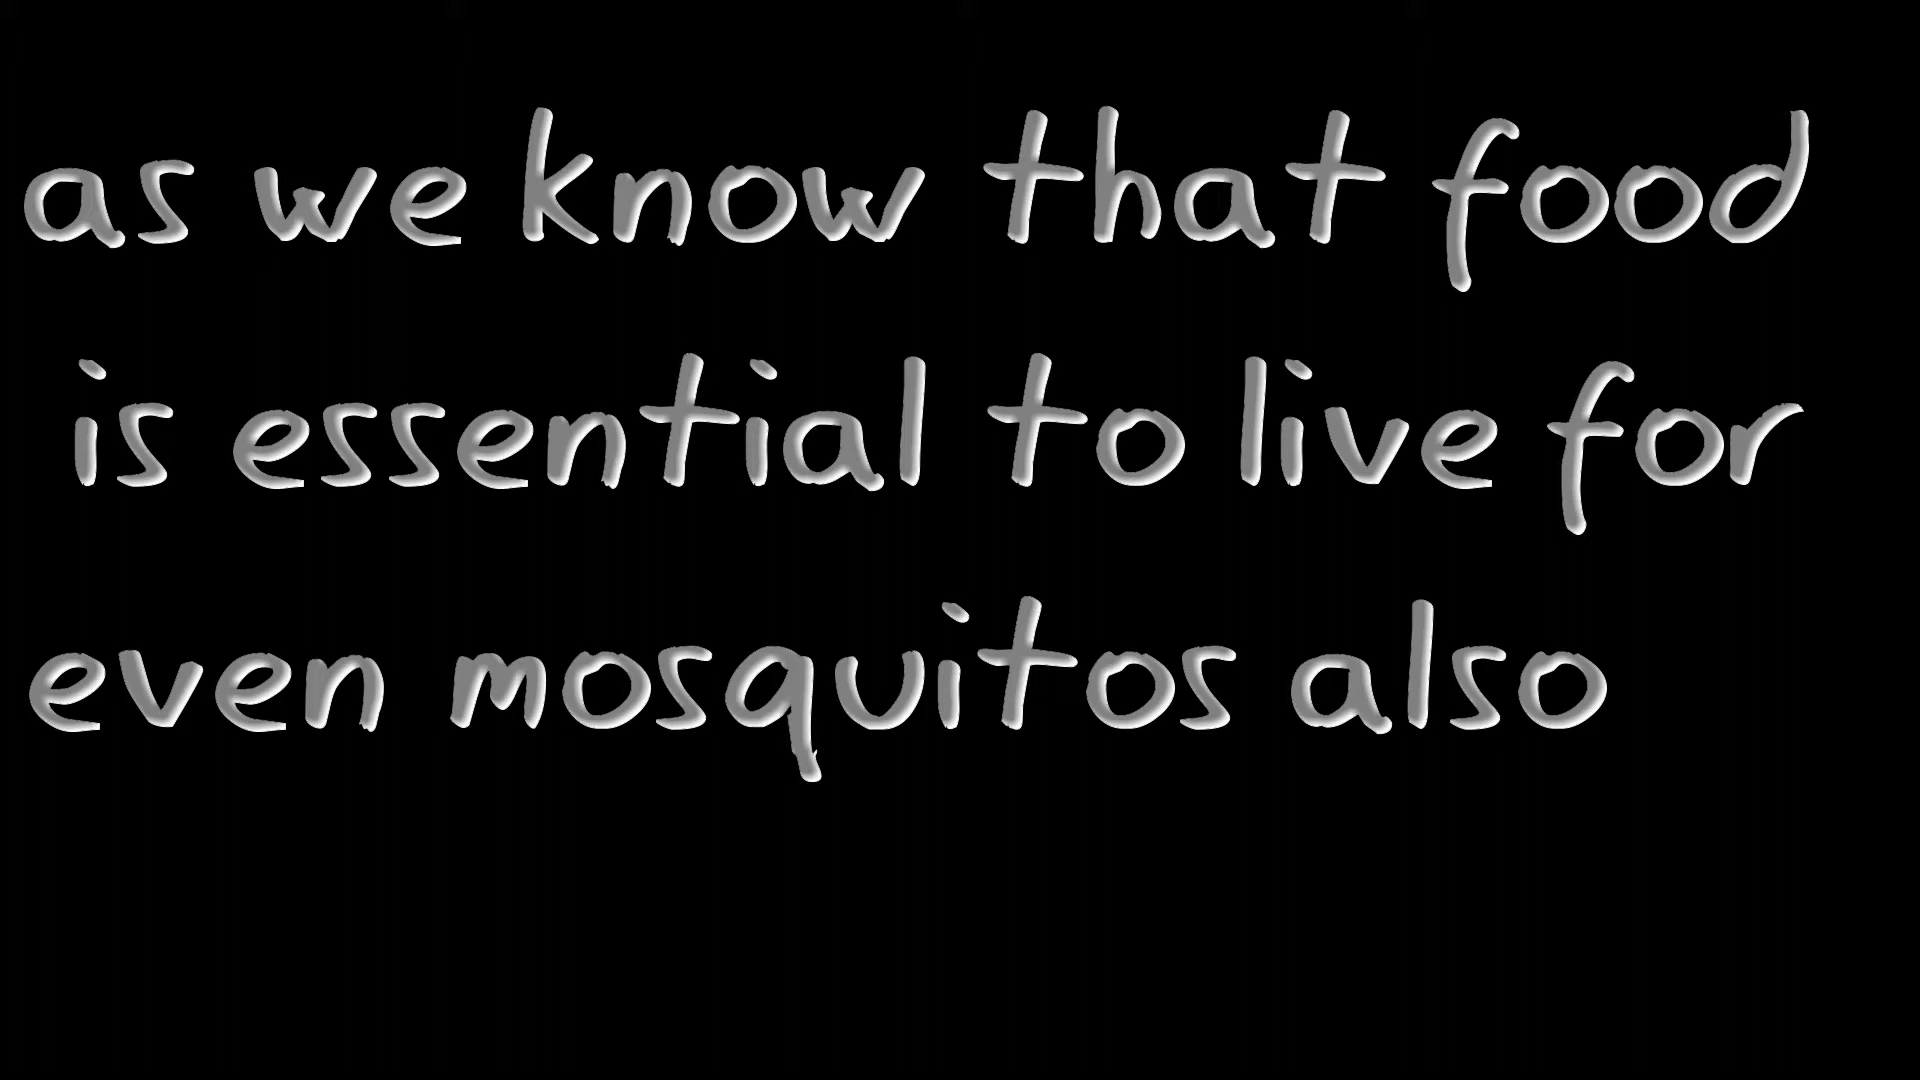 as we know that food
is essential to live for
even mosquitos also